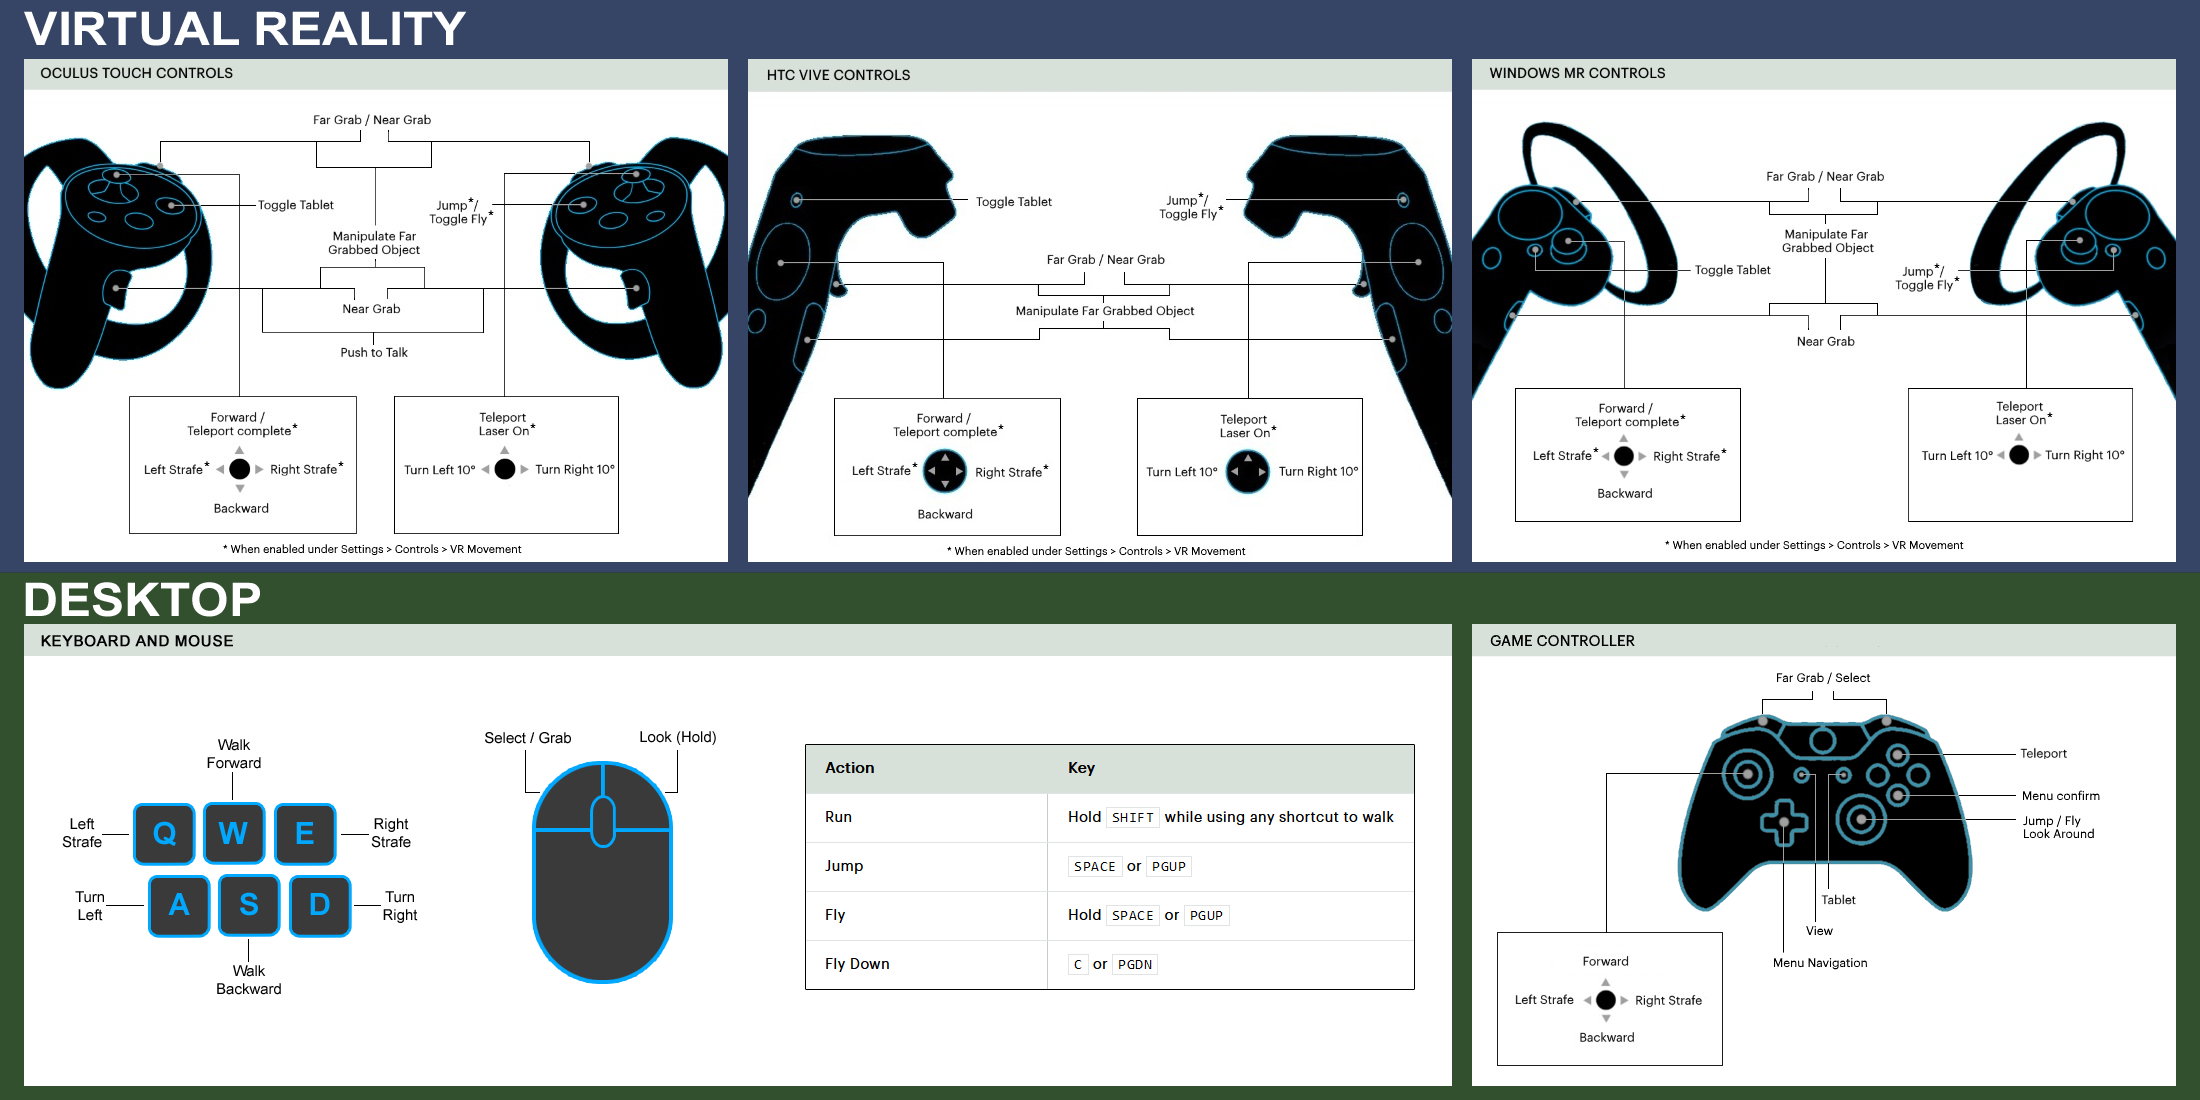 VIRTUAL REALITY
OCULUS TOUCH CONTROLS
Far Grab / Near Grab
Toggle Tablet
Jump*/
Toggle Fly*
Manipulate Far
Grabbed Object
Near Grab
Push to Talk
Forward /
Teleport complete*
Left Strafe*
Right Strafe*
Backward
Teleport
Laser On*
Turn Left 10°
Turn Right 10°
* When enabled under Settings > Controls > VR Movement
HTC VIVE CONTROLS
Toggle Tablet
Jump*/
Toggle Fly*
Far Grab / Near Grab
Manipulate Far Grabbed Object
Forward /
Teleport complete*
Left Strafe*
Right Strafe*
Backward
Teleport
Laser On*
Turn Left 10°
Turn Right 10°
* When enabled under Settings > Controls > VR Movement
WINDOWS MR CONTROLS
Far Grab / Near Grab
Manipulate Far
Grabbed Object
Toggle Tablet
Jump*/
Toggle Fly*
Near Grab
Forward /
Teleport complete*
Left Strafe*
Right Strafe*
Backward
Teleport
Laser On*
Turn Left 10°
Turn Right 10°
* When enabled under Settings > Controls > VR Movement
DESKTOP
KEYBOARD AND MOUSE
Walk
Forward
Left
Strafe
Q W E
Right
Strafe
Turn
Left
A S D
Turn
Right
Walk
Backward
Select / Grab
Look (Hold)
Action Key
Run Hold SHIFT while using any shortcut to walk
Jump SPACE or PGUP
Fly Hold SPACE or PGUP
Fly Down C or PGDN
GAME CONTROLLER
Far Grab / Select
Teleport
Menu confirm
Jump / Fly
Look Around
Tablet
View
Menu Navigation
Forward
Left Strafe
Right Strafe
Backward